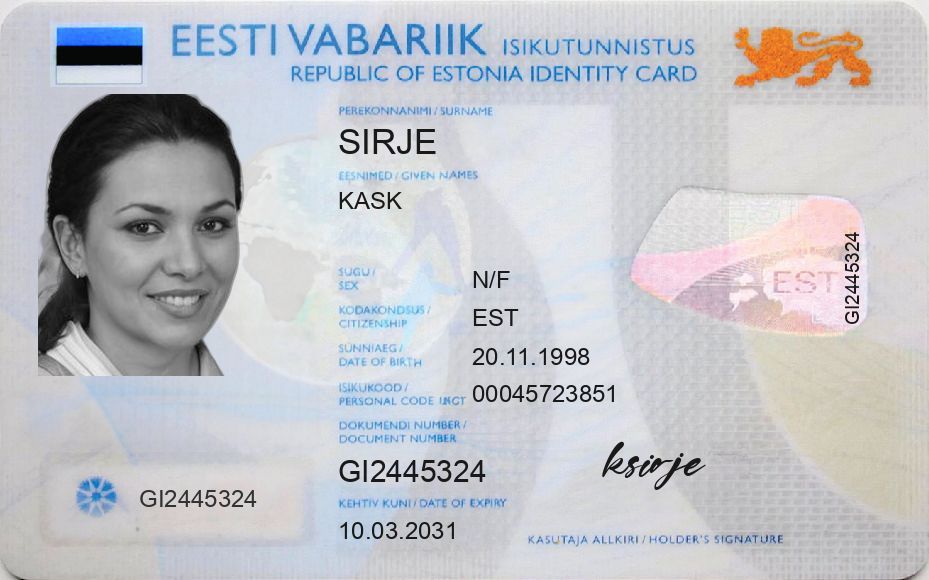 EESTI VABARIIK ISIKUTUNNISTUS
REPUBLIC OF ESTONIA IDENTITY CARD
PEREKONNANIMI / SURNAME
SIRJE
EESNIMED / GIVEN NAMES
KASK
SUGU /
SEX
N/F
KODAKONDSUS /
CITIZENSHIP
EST
SÜNNIAEG /
DATE OF BIRTH
20.11.1998
ISIKUKOOD /
PERSONAL CODE
00045723851
DOKUMENDI NUMBER /
DOCUMENT NUMBER
GI2445324
KEHTIV KUNI / DATE OF EXPIRY
10.03.2031
GI2445324
EST
GI2445324
ksirje
KASUTAJA ALLKIRI / HOLDER'S SIGNATURE